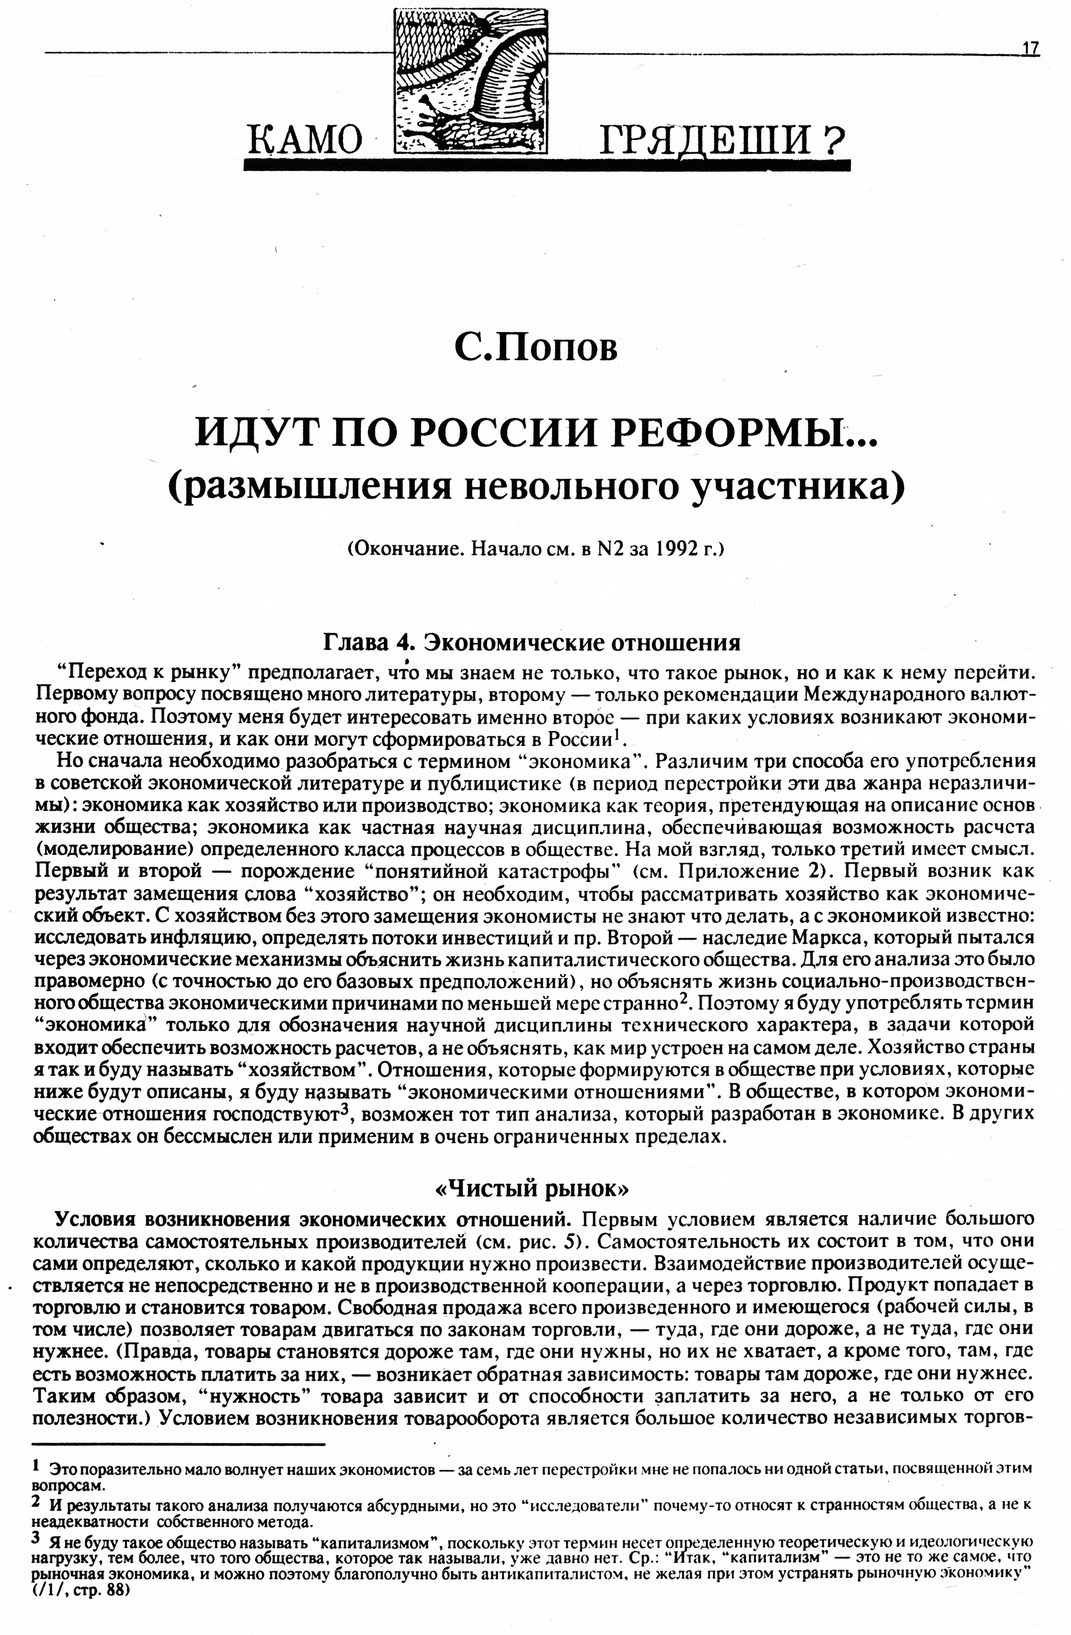 17
КАМО ГРЯДЕШИ?
С.Попов
ИДУТ ПО РОССИИ РЕФОРМЫ...
(размышления невольного участника)
(Окончание. Начало см. в N2 за 1992 г.)
Глава 4. Экономические отношения
“Переход к рынку” предполагает, что мы знаем не только, что такое рынок, но и как к нему перейти.
Первому вопросу посвящено много литературы, второму — только рекомендации Международного валют-
ного фонда. Поэтому меня будет интересовать именно второе — при каких условиях возникают экономи-
ческие отношения, и как они могут сформироваться в России1.
Но сначала необходимо разобраться с термином “экономика”. Различим три способа его употребления
в советской экономической литературе и публицистике (в период перестройки эти два жанра неразличи-
мы): экономика как хозяйство или производство; экономика как теория, претендующая на описание основ
жизни общества; экономика как частная научная дисциплина, обеспечивающая возможность расчета
(моделирование) определенного класса процессов в обществе. На мой взгляд, только третий имеет смысл.
Первый и второй — порождение “понятийной катастрофы” (см. Приложение 2). Первый возник как
результат замещения слова “хозяйство”; он необходим, чтобы рассматривать хозяйство как экономиче-
ский объект. С хозяйством без этого замещения экономисты не знают что делать, а с экономикой известно:
исследовать инфляцию, определять потоки инвестиций и пр. Второй — наследие Маркса, который пытался
через экономические механизмы объяснить жизнь капиталистического общества. Для его анализа это было
правомерно (с точностью до его базовых предположений), но объяснять жизнь социально-производствен-
ного общества экономическими причинами по меньшей мере странно2. Поэтому я буду употреблять термин
“экономика” только для обозначения научной дисциплины технического характера, в задачи которой
входит обеспечить возможность расчетов, а не объяснять, как мир устроен на самом деле. Хозяйство страны
я так и буду называть “хозяйством”. Отношения, которые формируются в обществе при условиях, которые
ниже будут описаны, я буду называть “экономическими отношениями”. В обществе, в котором экономи-
ческие отношения господствуют3, возможен тот тип анализа, который разработан в экономике. В других
обществах он бессмыслен или применим в очень ограниченных пределах.
«Чистый рынок»
Условия возникновения экономических отношений. Первым условием является наличие большого
количества самостоятельных производителей (см. рис. 5). Самостоятельность их состоит в том, что они
сами определяют, сколько и какой продукции нужно произвести. Взаимодействие производителей осуще-
ствляется не непосредственно и не в производственной кооперации, а через торговлю. Продукт попадает в
торговлю и становится товаром. Свободная продажа всего произведенного и имеющегося (рабочей силы, в
том числе) позволяет товарам двигаться по законам торговли, — туда, где они дороже, а не туда, где они
нужнее. (Правда, товары становятся дороже там, где они нужны, но их не хватает, а кроме того, там, где
есть возможность платить за них, — возникает обратная зависимость: товары там дороже, где они нужнее.
Таким образом, “нужность” товара зависит и от способности заплатить за него, а не только от его
полезности.) Условием возникновения товарооборота является большое количество независимых торгов-
1 Это поразительно мало волнует наших экономистов — за семь лет перестройки мне не попалось ни одной статьи, посвященной этим
вопросам.
2 И результаты такого анализа получаются абсурдными, но это “исследователи” почему-то относят к странностям общества, а не к
неадекватности собственного метода.
3 Я не буду такое общество называть “капитализмом”, поскольку этот термин несет определенную теоретическую и идеологическую
нагрузку, тем более, что того общества, которое так называли, уже давно нет. Ср.: “Итак, “капитализм” — это не то же самое, что
рыночная экономика, и можно поэтому благополучно быть антикапиталистом, не желая при этом устранять рыночную экономику”
(/1/, стр. 88)